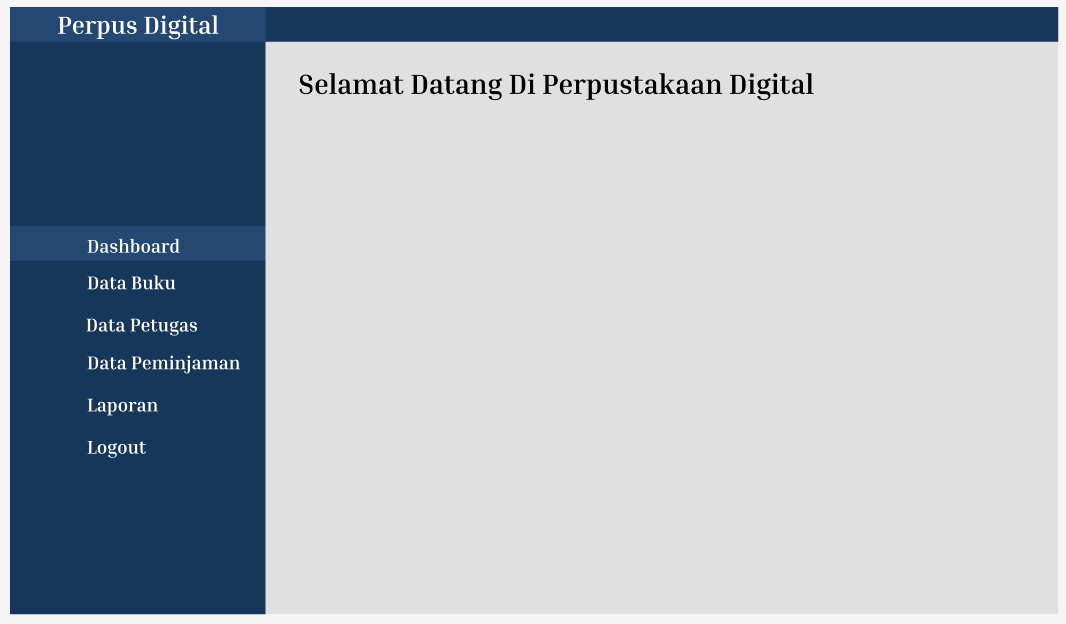 Perpus Digital
Selamat Datang Di Perpustakaan Digital
Dashboard
Data Buku
Data Petugas
Data Peminjaman
Laporan
Logout